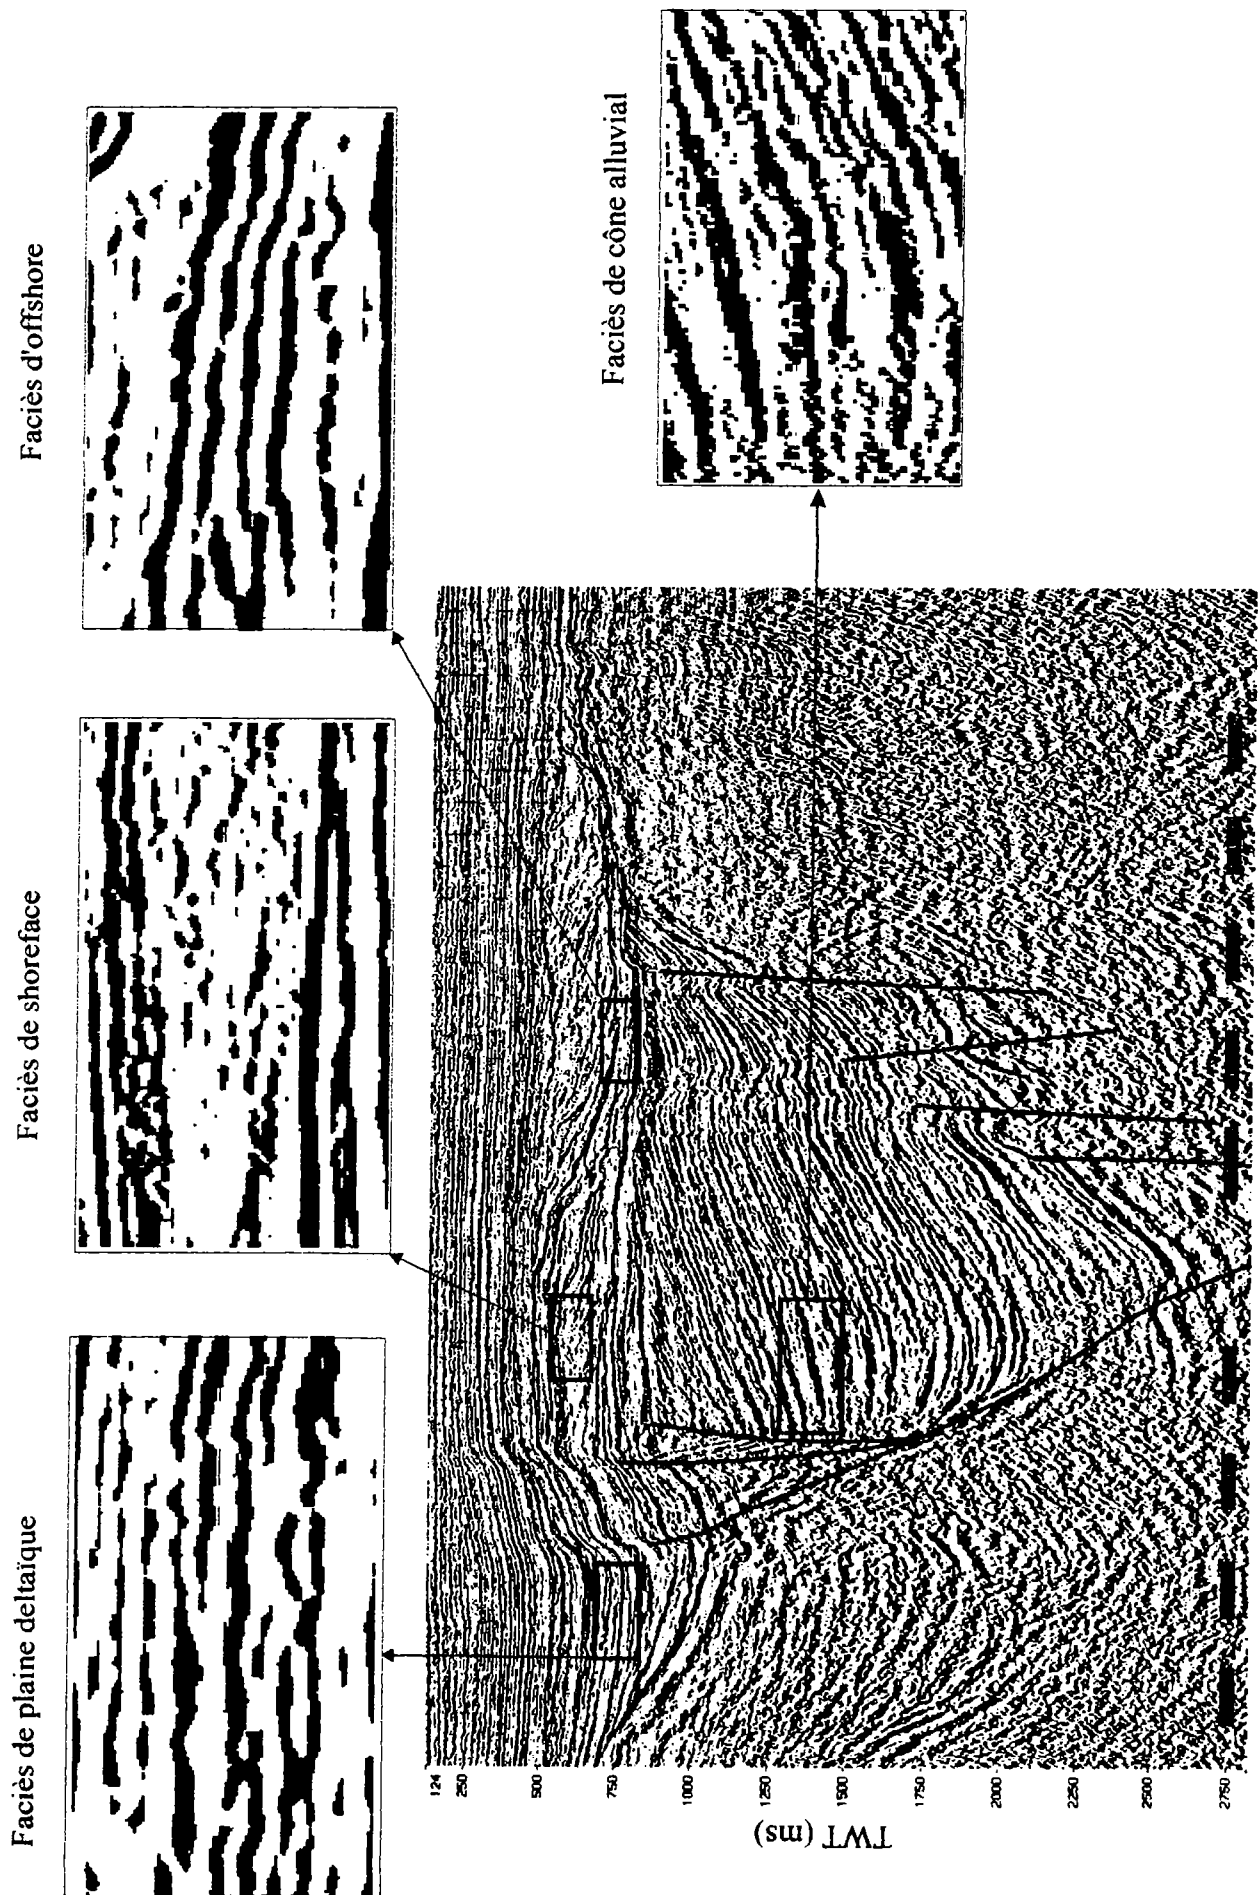 Faciès de plaine deltaique
Faciès de shoreface
Faciès d'offshore
Faciès de cône alluvial
TWT (ms)
124
250
500
750
1000
1250
1500
1750
2000
2250
2500
2750